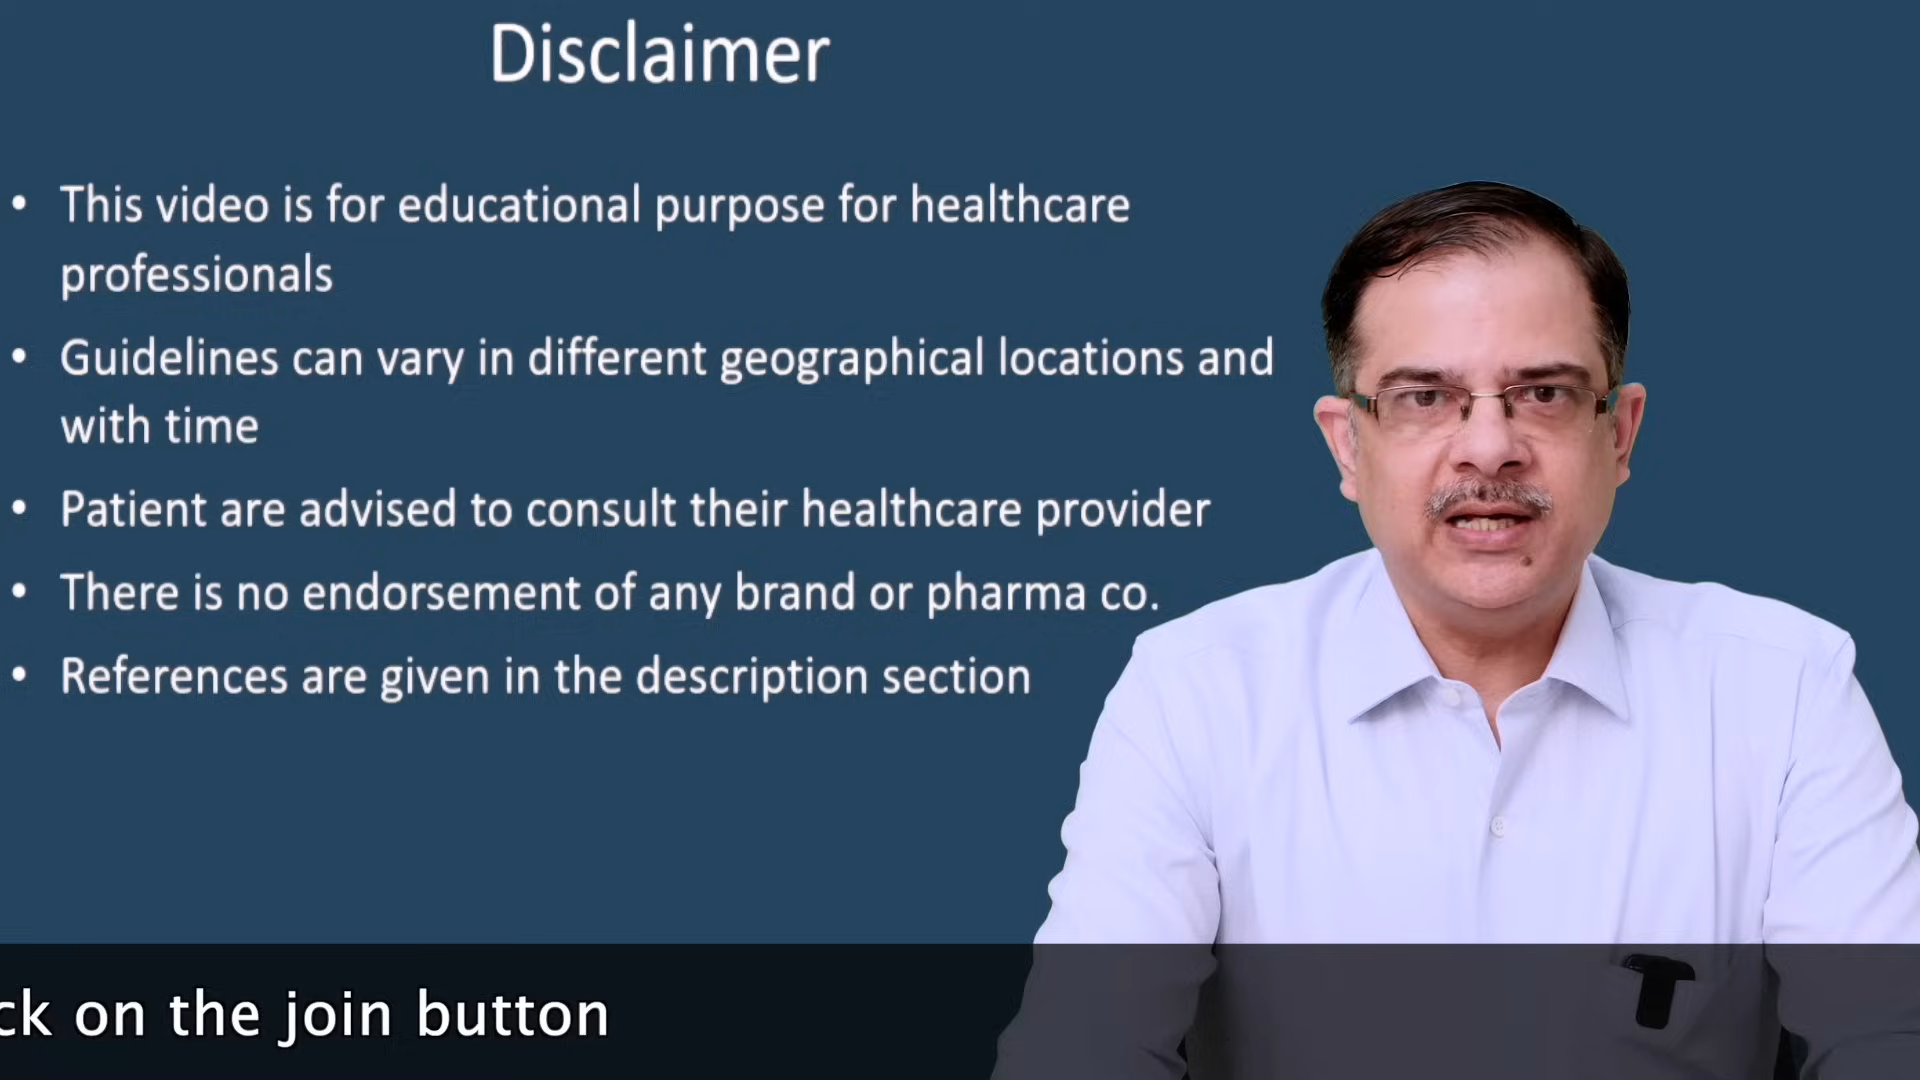 Disclaimer
• This video is for educational purpose for healthcare
professionals
• Guidelines can vary in different geographical locations and
with time
• Patient are advised to consult their healthcare provider
• There is no endorsement of any brand or pharma co.
• References are given in the description section
ck on the join button